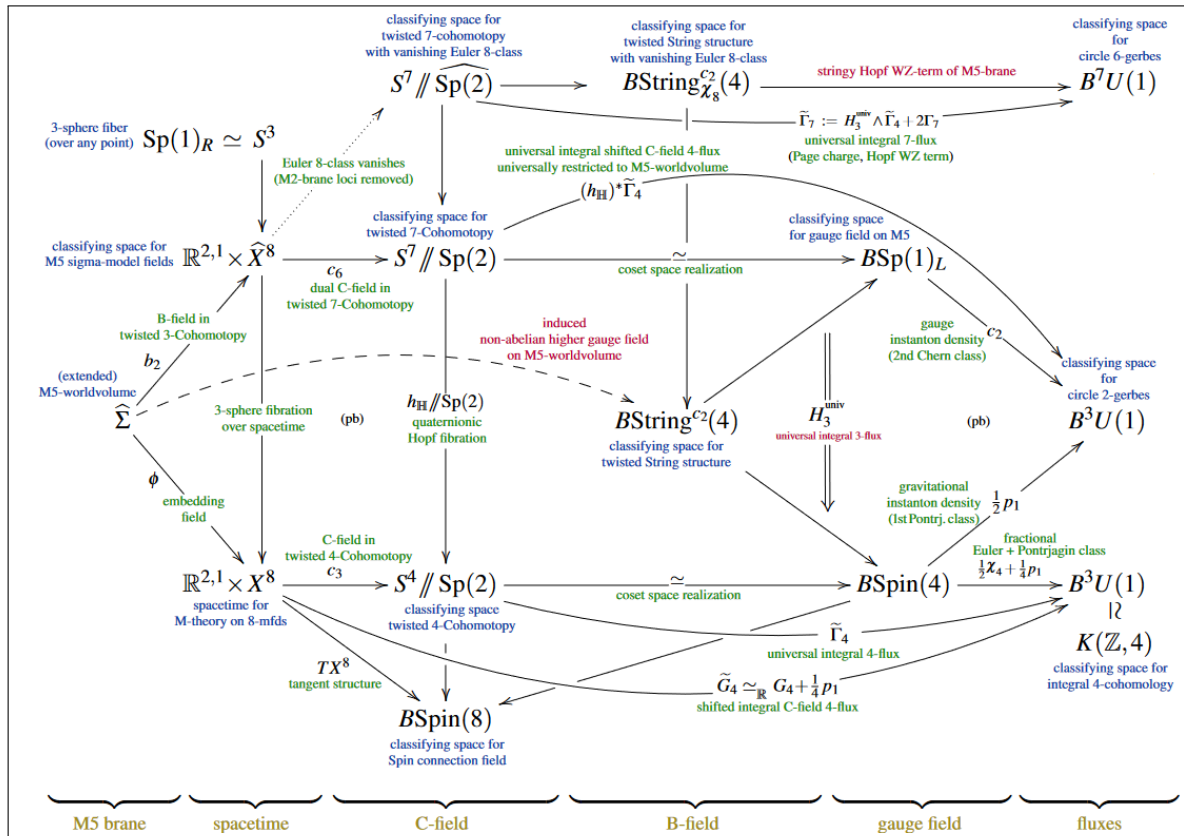 classifying space for
twisted 7-cohomotopy
with vanishing Euler 8-class
S⁷ // Sp(2)^
classifying space for
twisted String structure
with vanishing Euler 8-class
BString^{c₂}_{χ₈}(4)
stringy Hopf WZ-term of M5-brane
classifying space
for
circle 6-gerbes
B⁷U(1)
Γ̃₇ := H₃^{univ} ∧ Γ̃₄ + 2Γ₇
universal integral 7-flux
(Page charge, Hopf WZ term)
3-sphere fiber
(over any point)
Sp(1)_R ≃ S³
Euler 8-class vanishes
(M2-brane loci removed)
universal integral shifted C-field 4-flux
universally restricted to M5-worldvolume
(h_ℍ)*Γ̃₄
classifying space for
M5 sigma-model fields
ℝ^{2,1} × X̂⁸
c₆
dual C-field in
twisted 7-Cohomotopy
classifying space for
twisted 7-Cohomotopy
S⁷ // Sp(2)
≃
coset space realization
classifying space
for gauge field on M5
BSp(1)_L
B-field in
twisted 3-Cohomotopy
b₂
induced
non-abelian higher gauge field
on M5-worldvolume
gauge
instanton density
(2nd Chern class)
c₂
(extended)
M5-worldvolume
Σ̂
3-sphere fibration
over spacetime
(pb)
h_ℍ // Sp(2)
quaternionic
Hopf fibration
BString^{c₂}(4)
classifying space for
twisted String structure
H₃^{univ}
universal integral 3-flux
(pb)
classifying space
for
circle 2-gerbes
B³U(1)
ϕ
embedding
field
gravitational
instanton density
(1st Pontrj. class)
½p₁
C-field in
twisted 4-Cohomotopy
c₃
ℝ^{2,1} × X⁸
spacetime for
M-theory on 8-mfds
S⁴ // Sp(2)
classifying space
twisted 4-Cohomotopy
≃
coset space realization
BSpin(4)
fractional
Euler + Pontrjagin class
½χ₄ + ¼p₁
B³U(1)
≀|
K(ℤ,4)
classifying space for
integral 4-cohomology
Γ̃₄
universal integral 4-flux
TX⁸
tangent structure
G̃₄ ≃_ℝ G₄ + ¼p₁
shifted integral C-field 4-flux
BSpin(8)
classifying space for
Spin connection field
M5 brane
spacetime
C-field
B-field
gauge field
fluxes